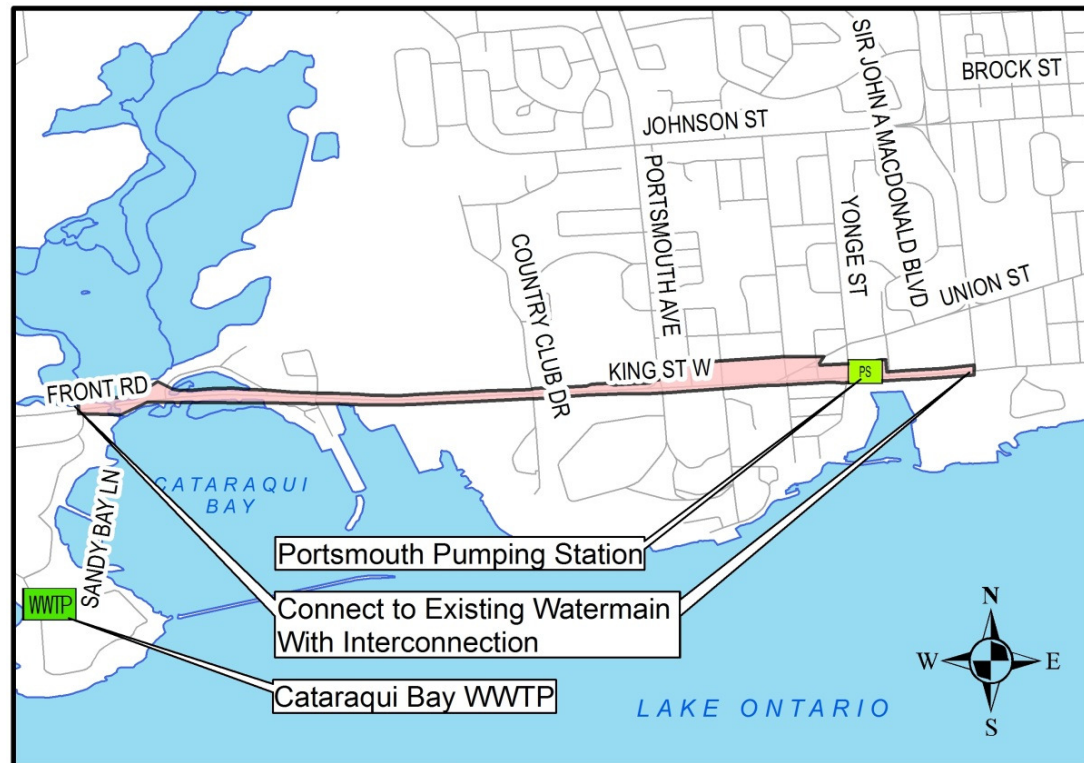 SIR JOHN A MACDONALD BLVD
BROCK ST
JOHNSON ST
PORTSMOUTH AVE
YONGE ST
COUNTRY CLUB DR
UNION ST
KING ST W
PS
FRONT RD
SANDY BAY LN
CATARAQUI
BAY
Portsmouth Pumping Station
WWTP
Connect to Existing Watermain
With Interconnection
Cataraqui Bay WWTP
LAKE ONTARIO
N
W
E
S